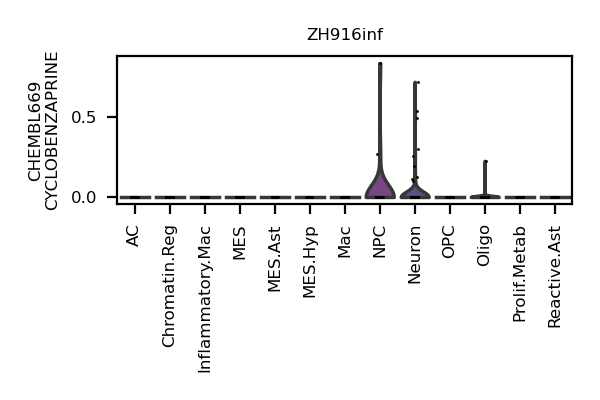 ZH916inf
CHEMBL669
CYCLOBENZAPRINE
0.5
0.0
AC
Chromatin.Reg
Inflammatory.Mac
MES
MES.Ast
MES.Hyp
Mac
NPC
Neuron
OPC
Oligo
Prolif.Metab
Reactive.Ast